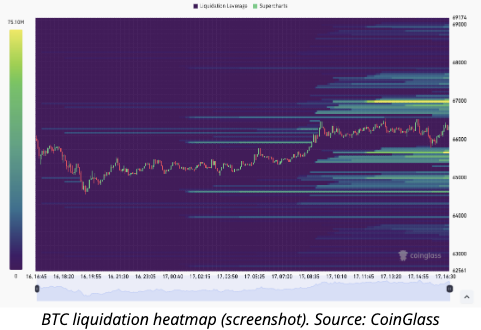 Liquidation Leverage Supercharts
75.10M
69174
69000
68000
67000
66000
65000
64000
63000
62561
0
16, 16:45 16, 18:20 16, 19:55 16, 21:30 16, 23:05 17, 00:40 17, 02:15 17, 03:50 17, 05:25 17, 07:00 17, 08:35 17, 10:10 17, 11:45 17, 13:20 17, 14:55 17, 16:30
coinglass
BTC liquidation heatmap (screenshot). Source: CoinGlass